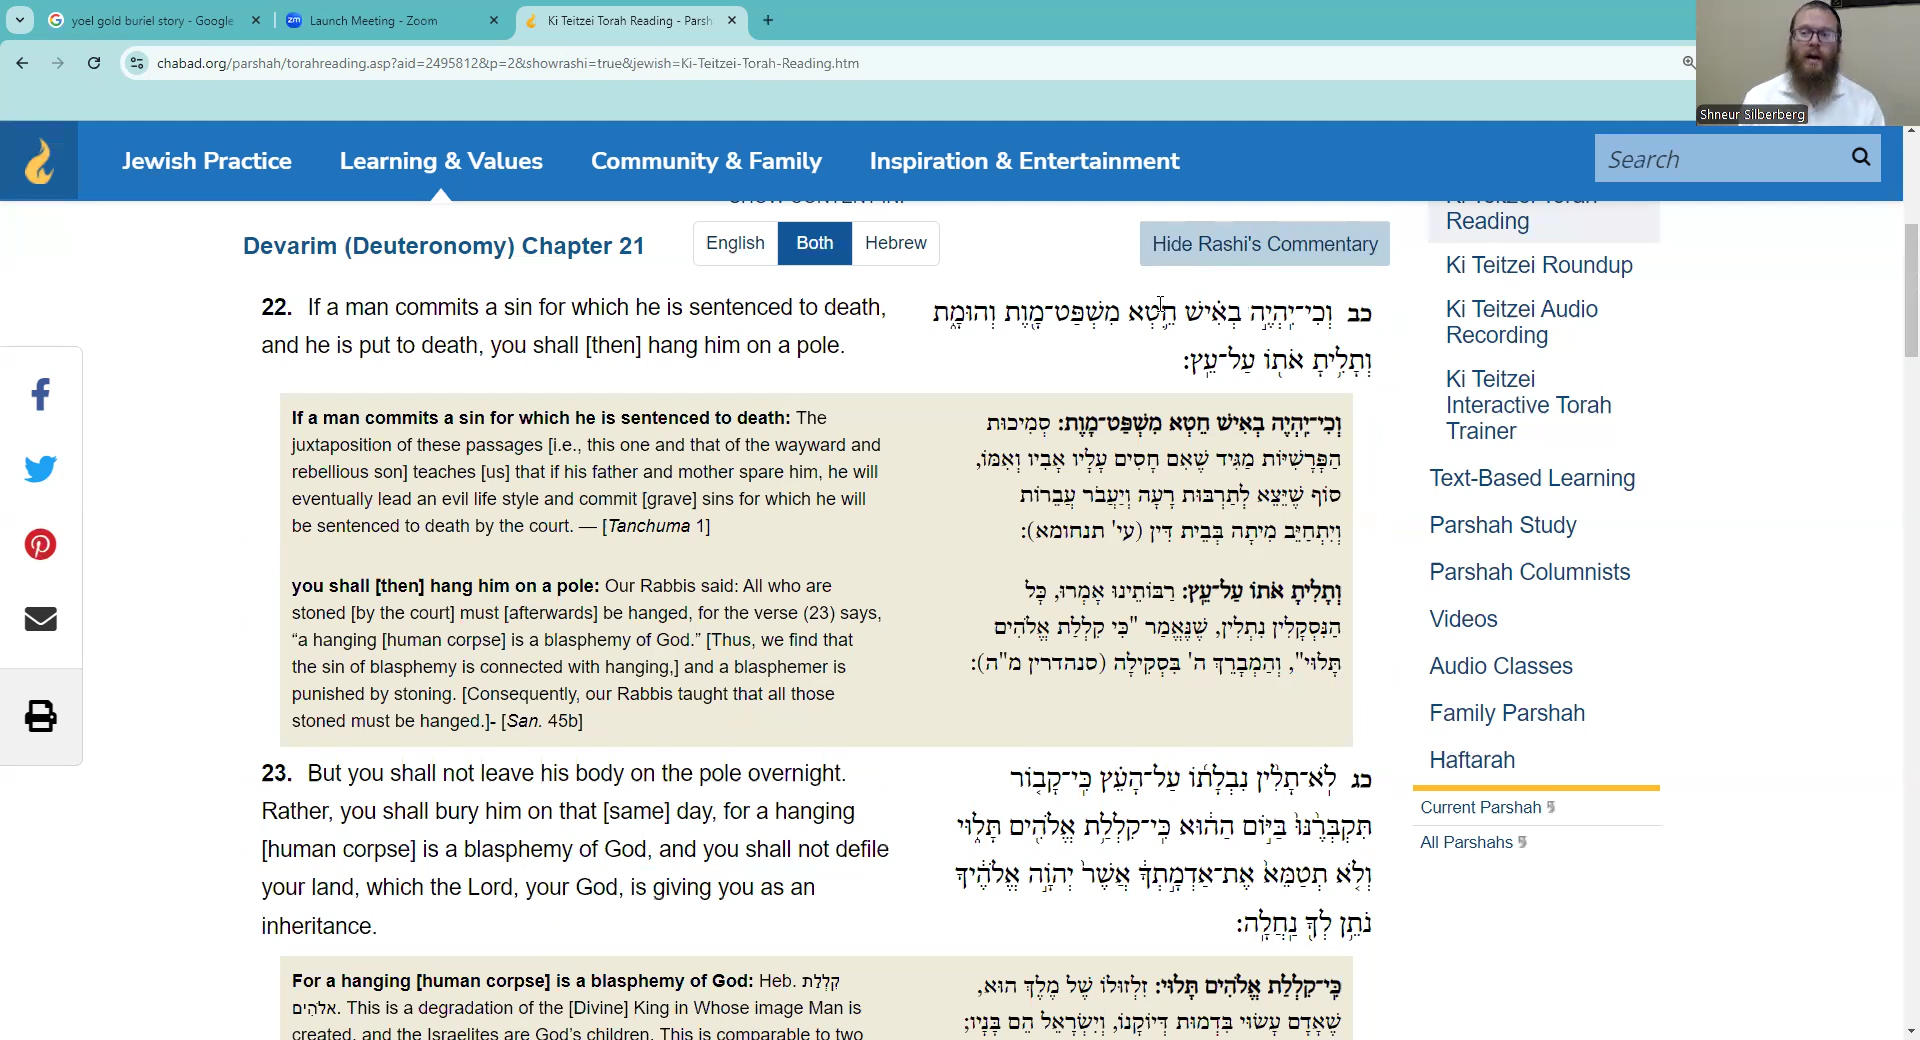 yoel gold buriel story - Google
Launch Meeting - Zoom
Ki Teitzei Torah Reading - Parsh
chabad.org/parshah/torahreading.asp?aid=2495812&p=2&showrashi=true&jewish=Ki-Teitzei-Torah-Reading.htm
Shneur Silberberg
Jewish Practice
Learning & Values
Community & Family
Inspiration & Entertainment
Search
Devarim (Deuteronomy) Chapter 21
English
Both
Hebrew
Hide Rashi's Commentary
22. If a man commits a sin for which he is sentenced to death,
and he is put to death, you shall [then] hang him on a pole.
כב וְכִי־יִֽהְיֶ֣ה בְאִ֗ישׁ חֵ֛טְא מִשְׁפַּט־מָ֖וֶת וְהוּמָ֑ת
וְתָלִ֥יתָ אֹת֖וֹ עַל־עֵֽץ:
If a man commits a sin for which he is sentenced to death: The
juxtaposition of these passages [i.e., this one and that of the wayward and
rebellious son] teaches [us] that if his father and mother spare him, he will
eventually lead an evil life style and commit [grave] sins for which he will
be sentenced to death by the court. — [Tanchuma 1]
וְכִי־יִהְיֶה בְאִישׁ חֵטְא מִשְׁפַּט־מָוֶת: סְמִיכוּת
הַפָּרָשִׁיּוֹת מַגִּיד שֶׁאִם חָסִים עָלָיו אָבִיו וְאִמּוֹ,
סוֹף שֶׁיֵּצֵא לְתַרְבּוּת רָעָה וְיַעֲבֹר עֲבֵרוֹת
וְיִתְחַיֵּב מִיתָה בְּבֵית דִּין (עי' תנחומא):
you shall [then] hang him on a pole: Our Rabbis said: All who are
stoned [by the court] must [afterwards] be hanged, for the verse (23) says,
“a hanging [human corpse] is a blasphemy of God.” [Thus, we find that
the sin of blasphemy is connected with hanging,] and a blasphemer is
punished by stoning. [Consequently, our Rabbis taught that all those
stoned must be hanged.]- [San. 45b]
וְתָלִיתָ אֹתוֹ עַל־עֵץ: רַבּוֹתֵינוּ אָמְרוּ, כָּל
הַנִּסְקָלִין נִתְלִין, שֶׁנֶּאֱמַר "כִּי קִלְלַת אֱלֹהִים
תָּלוּי", וְהַמְבָרֵךְ ה' בִּסְקִילָה (סנהדרין מ"ה):
23. But you shall not leave his body on the pole overnight.
Rather, you shall bury him on that [same] day, for a hanging
[human corpse] is a blasphemy of God, and you shall not defile
your land, which the Lord, your God, is giving you as an
inheritance.
כג לֹֽא־תָלִ֨ין נִבְלָת֜וֹ עַל־הָעֵ֗ץ כִּֽי־קָב֤וֹר
תִּקְבְּרֶ֨נּוּ֙ בַּיּ֣וֹם הַה֔וּא כִּֽי־קִלְלַ֥ת אֱלֹהִ֖ים תָּל֑וּי
וְלֹ֤א תְטַמֵּא֙ אֶת־אַדְמָ֣תְךָ֔ אֲשֶׁר֙ יְהֹוָ֣ה אֱלֹהֶ֔יךָ
נֹתֵ֥ן לְךָ֖ נַֽחֲלָֽה:
For a hanging [human corpse] is a blasphemy of God: Heb. קִלְלַת
אלהִים. This is a degradation of the [Divine] King in Whose image Man is
created, and the Israelites are God’s children. This is comparable to two
כִּֽי־קִלְלַת אֱלֹהִים תָּלוּי: זִלְזוּלוֹ שֶׁל מֶלֶךְ הוּא,
שֶׁאָדָם עָשׂוּי בִּדְמוּת דְּיוֹקָנוֹ, וְיִשְׂרָאֵל הֵם בָּנָיו;
Reading
Ki Teitzei Roundup
Ki Teitzei Audio
Recording
Ki Teitzei
Interactive Torah
Trainer
Text-Based Learning
Parshah Study
Parshah Columnists
Videos
Audio Classes
Family Parshah
Haftarah
Current Parshah
All Parshahs